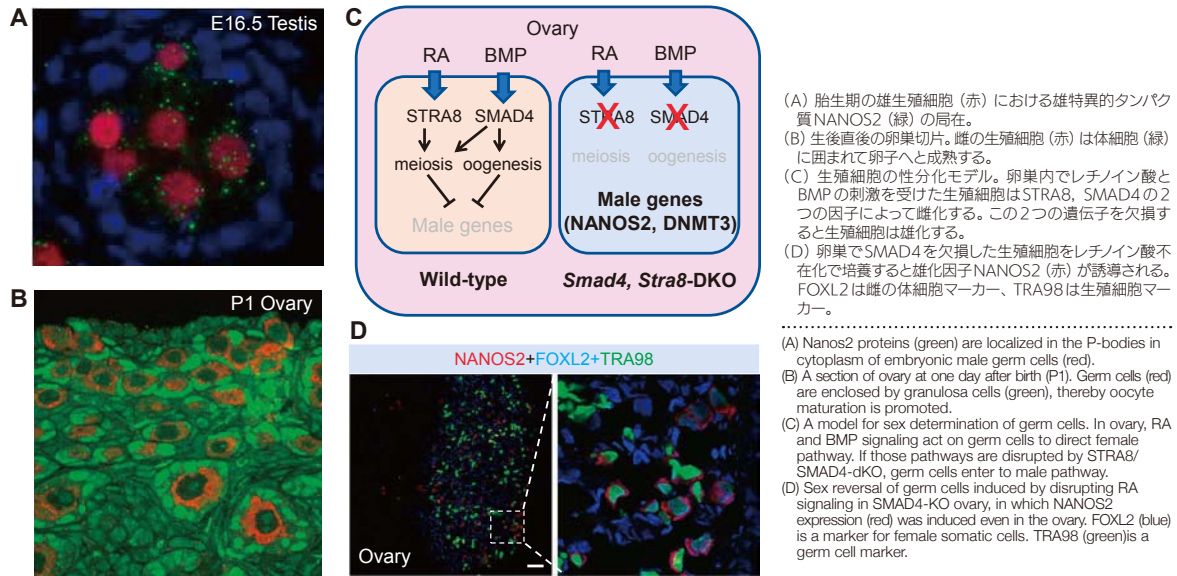 A
E16.5 Testis
B
P1 Ovary
C
Ovary
RA
BMP
STRA8
SMAD4
meiosis
oogenesis
Male genes
Wild-type
RA
BMP
STRA8
X
SMAD4
X
meiosis
oogenesis
Male genes
(NANOS2, DNMT3)
Smad4, Stra8-DKO
D
NANOS2+FOXL2+TRA98
Ovary
(A) 胎生期の雄生殖細胞(赤)における雄特異的タンパク
質NANOS2(緑)の局在。
(B) 生後直後の卵巣切片。雌の生殖細胞(赤)は体細胞(緑)
に囲まれて卵子へと成熟する。
(C) 生殖細胞の性分化モデル。卵巣内でレチノイン酸と
BMPの刺激を受けた生殖細胞はSTRA8, SMAD4の2
つの因子によって雌化する。この2つの遺伝子を欠損す
ると生殖細胞は雄化する。
(D) 卵巣でSMAD4を欠損した生殖細胞をレチノイン酸不
在化で培養すると雄化因子NANOS2(赤)が誘導される。
FOXL2は雌の体細胞マーカー、TRA98は生殖細胞マー
カー。
(A) Nanos2 proteins (green) are localized in the P-bodies in
cytoplasm of embryonic male germ cells (red).
(B) A section of ovary at one day after birth (P1). Germ cells (red)
are enclosed by granulosa cells (green), thereby oocyte
maturation is promoted.
(C) A model for sex determination of germ cells. In ovary, RA
and BMP signaling act on germ cells to direct female
pathway. If those pathways are disrupted by STRA8/
SMAD4-dKO, germ cells enter to male pathway.
(D) Sex reversal of germ cells induced by disrupting RA
signaling in SMAD4-KO ovary, in which NANOS2
expression (red) was induced even in the ovary. FOXL2 (blue)
is a marker for female somatic cells. TRA98 (green)is a
germ cell marker.